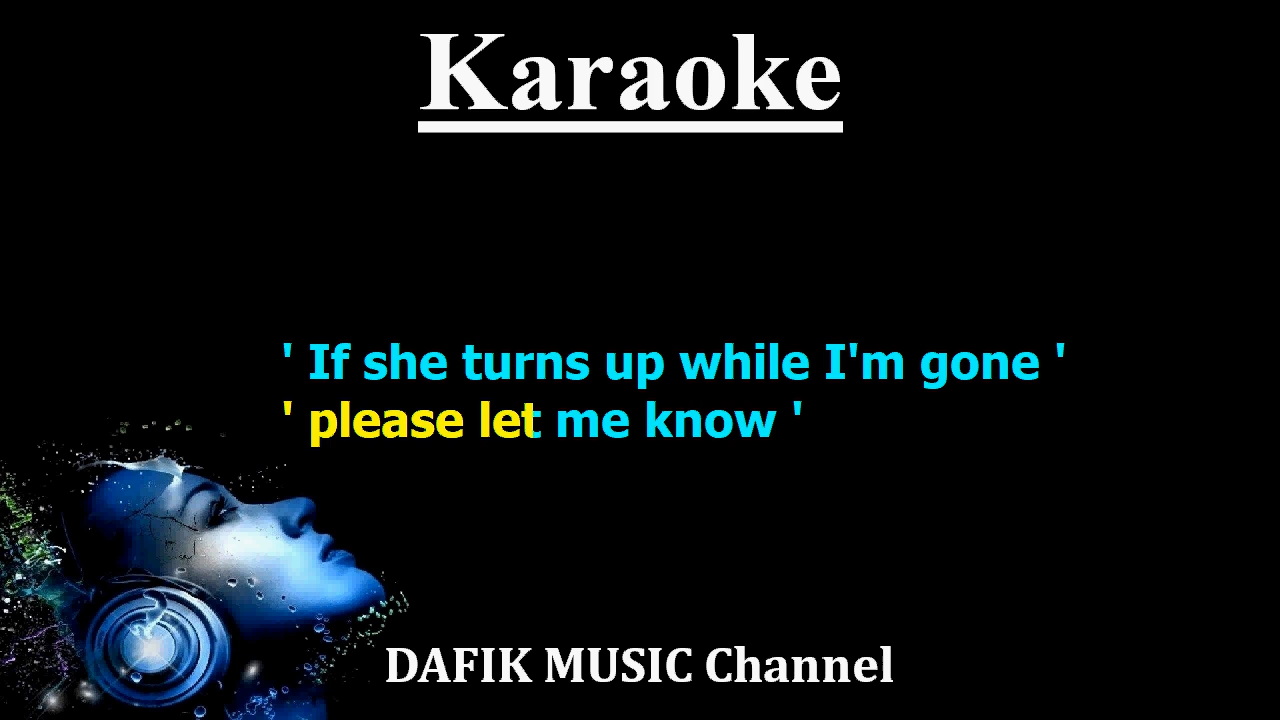 Karaoke
' If she turns up while I'm gone '
' please let me know '
DAFIK MUSIC Channel